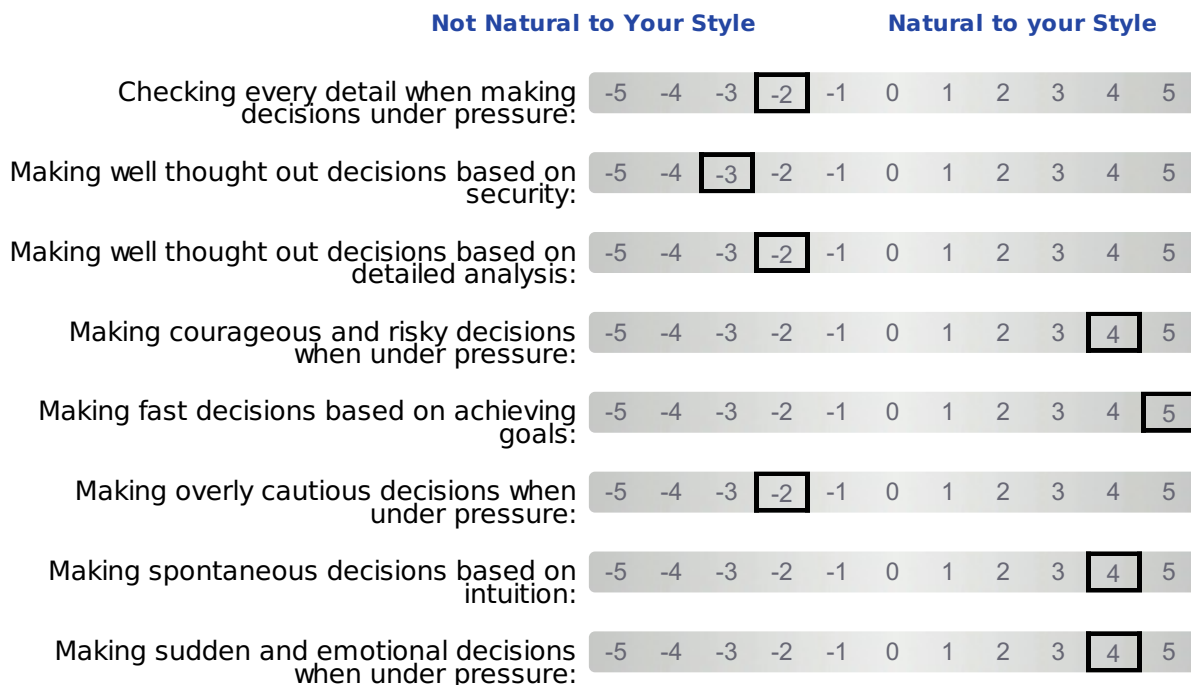 Not Natural to Your Style Natural to your Style
Checking every detail when making
decisions under pressure:
-5 -4 -3 -2 -1 0 1 2 3 4 5
Making well thought out decisions based on
security:
-5 -4 -3 -2 -1 0 1 2 3 4 5
Making well thought out decisions based on
detailed analysis:
-5 -4 -3 -2 -1 0 1 2 3 4 5
Making courageous and risky decisions
when under pressure:
-5 -4 -3 -2 -1 0 1 2 3 4 5
Making fast decisions based on achieving
goals:
-5 -4 -3 -2 -1 0 1 2 3 4 5
Making overly cautious decisions when
under pressure:
-5 -4 -3 -2 -1 0 1 2 3 4 5
Making spontaneous decisions based on
intuition:
-5 -4 -3 -2 -1 0 1 2 3 4 5
Making sudden and emotional decisions
when under pressure:
-5 -4 -3 -2 -1 0 1 2 3 4 5